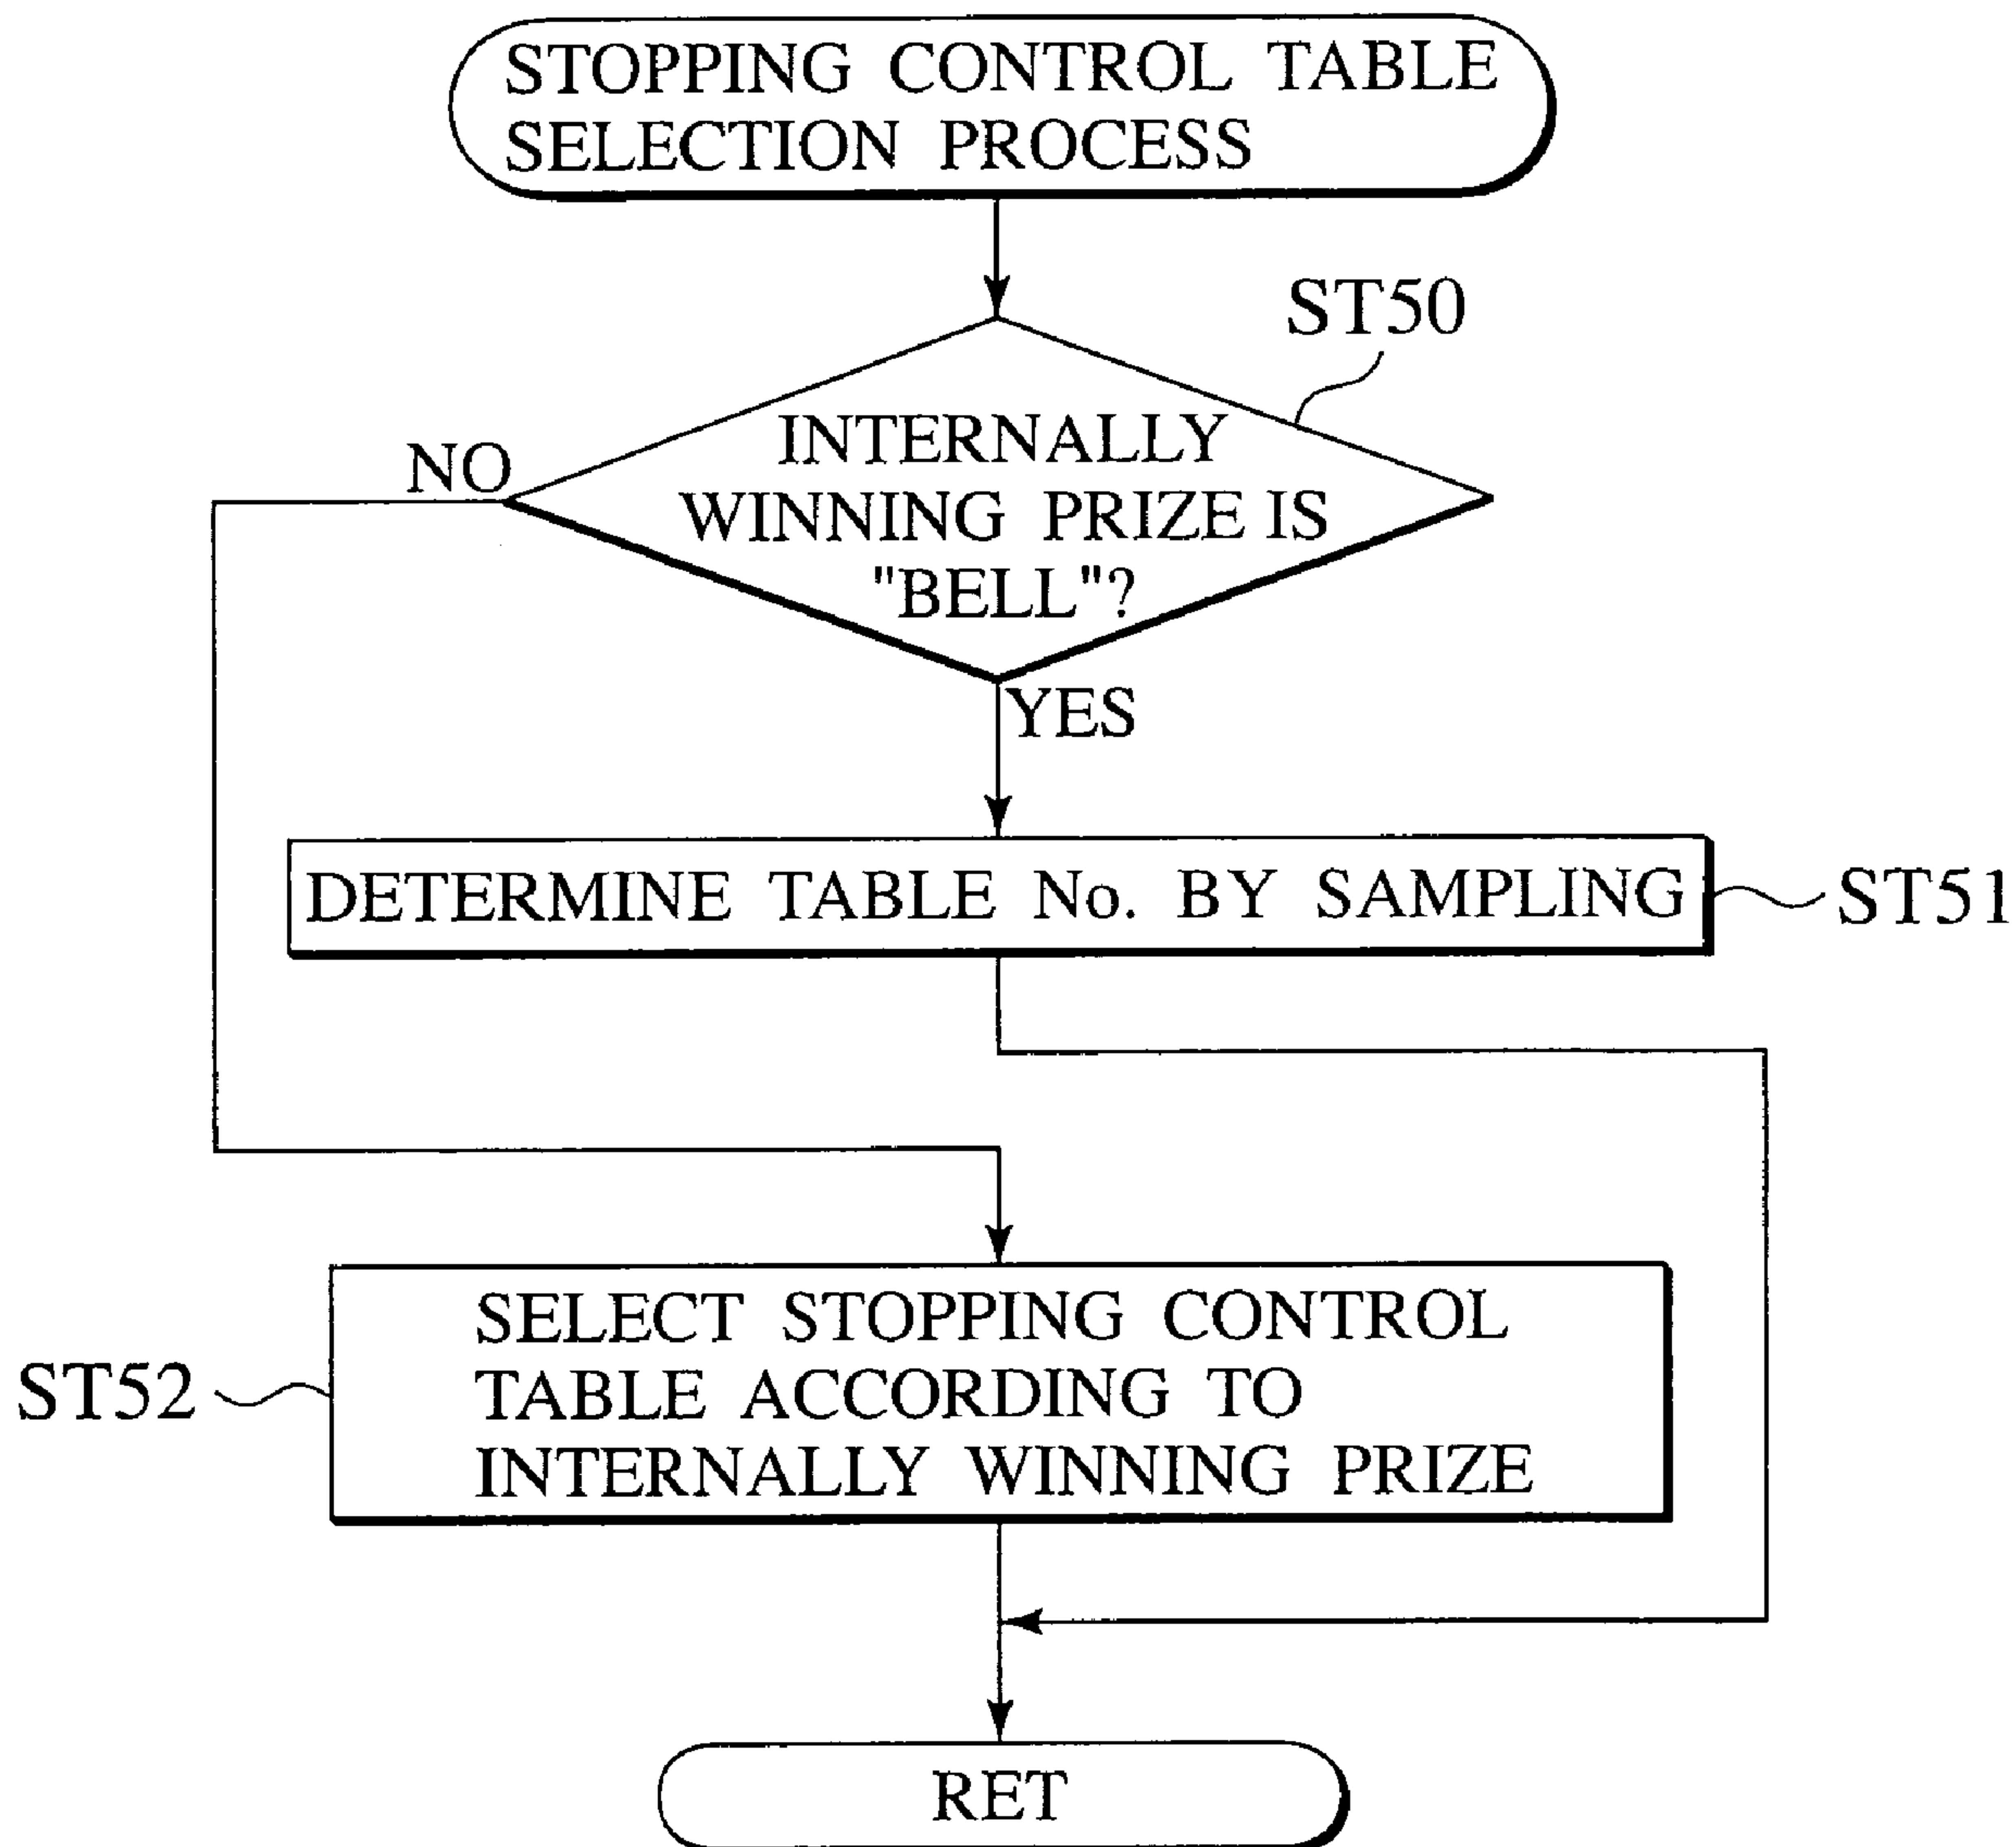 STOPPING CONTROL TABLE
SELECTION PROCESS
ST50
INTERNALLY
WINNING PRIZE IS
"BELL"?
NO
YES
DETERMINE TABLE No. BY SAMPLING
ST51
SELECT STOPPING CONTROL
TABLE ACCORDING TO
INTERNALLY WINNING PRIZE
ST52
RET